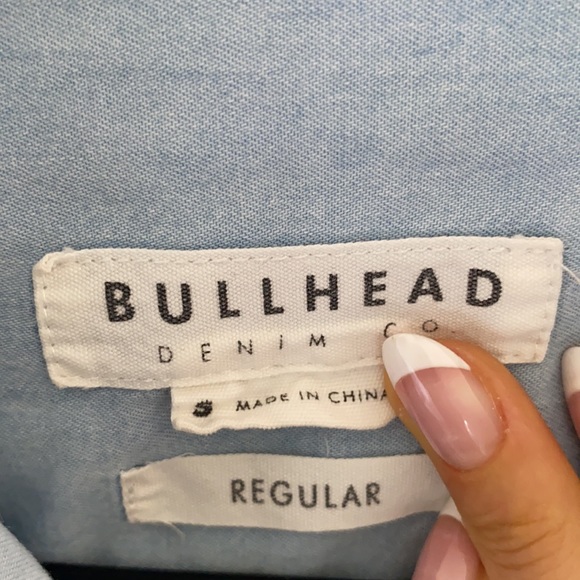 BULLHEAD
DENIM CO.
S MADE IN CHINA
REGULAR